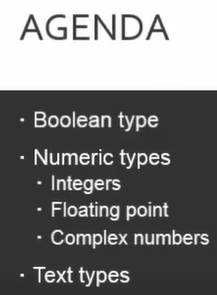 AGENDA
· Boolean type
· Numeric types
· Integers
· Floating point
· Complex numbers
· Text types